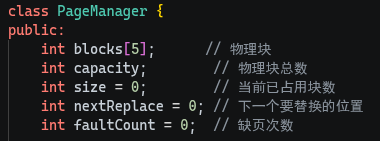 class PageManager {
public:
    int blocks[5];      // 物理块
    int capacity;        // 物理块总数
    int size = 0;        // 当前已占用块数
    int nextReplace = 0; // 下一个要替换的位置
    int faultCount = 0;  // 缺页次数